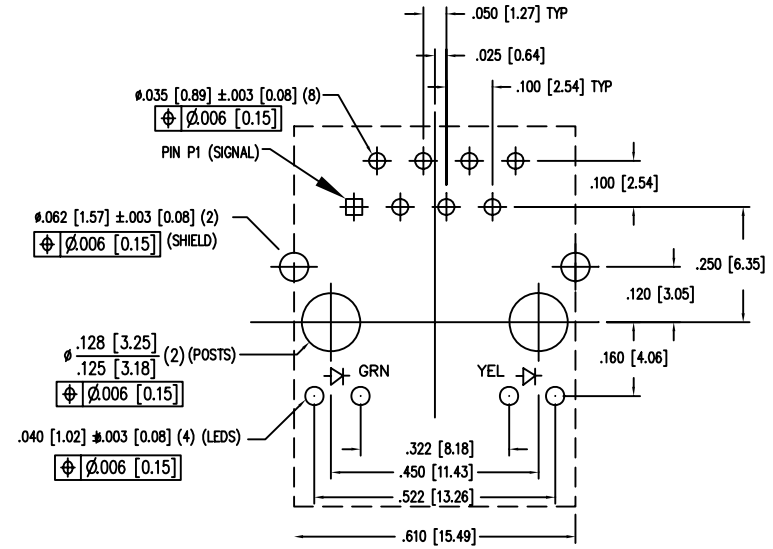 .050 [1.27] TYP
.025 [0.64]
.100 [2.54] TYP
ø.035 [0.89] ±.003 [0.08] (8)
⌖ Ø.006 [0.15]
PIN P1 (SIGNAL)
.100 [2.54]
ø.062 [1.57] ±.003 [0.08] (2)
⌖ Ø.006 [0.15] (SHIELD)
.250 [6.35]
.120 [3.05]
ø .128 [3.25]
.125 [3.18] (2) (POSTS)
⌖ Ø.006 [0.15]
.160 [4.06]
GRN
YEL
.040 [1.02] ±.003 [0.08] (4) (LEDS)
⌖ Ø.006 [0.15]
.322 [8.18]
.450 [11.43]
.522 [13.26]
.610 [15.49]